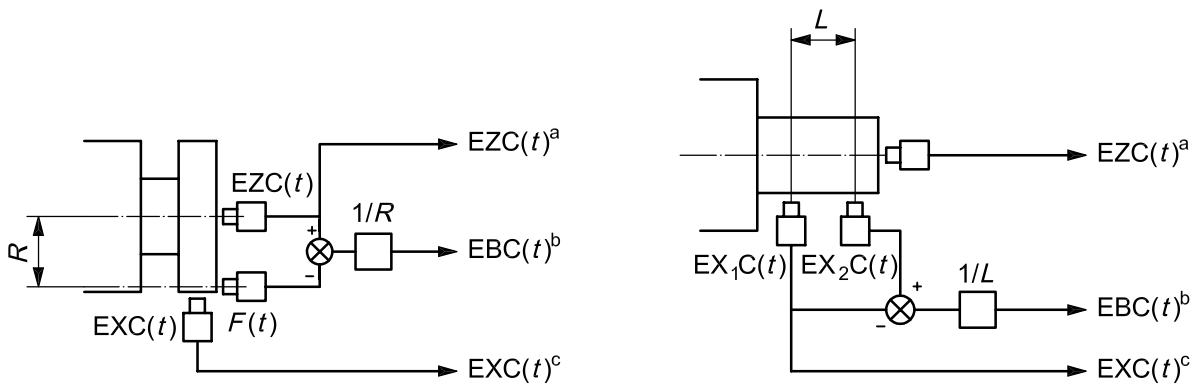 EZC(t)ᵃ
EZC(t)
1/R
R
+
−
EBC(t)ᵇ
F(t)
EXC(t)
EXC(t)ᶜ
L
EZC(t)ᵃ
EX₁C(t)
EX₂C(t)
1/L
+
−
EBC(t)ᵇ
EXC(t)ᶜ